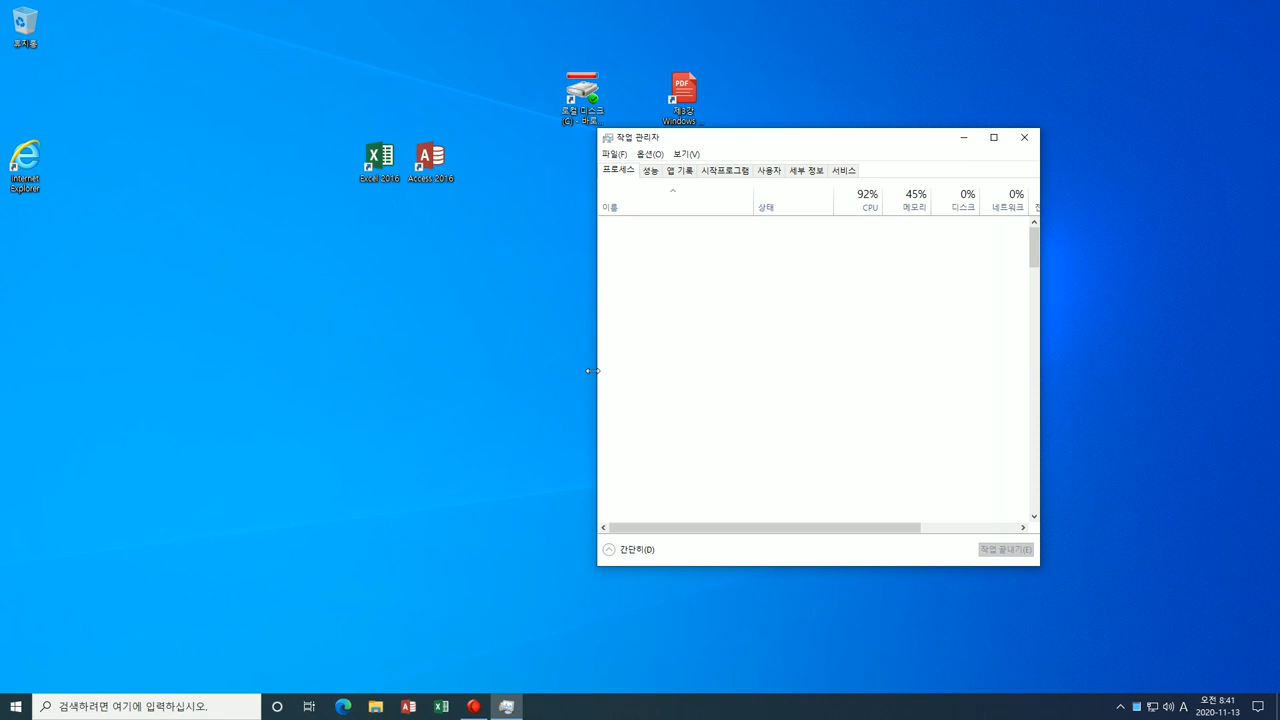 휴지통
Internet
Explorer
Excel 2016
Access 2016
로컬 디스크
(C) - 바로...
PDF
제3강
Windows ...
작업 관리자
파일(F) 옵션(O) 보기(V)
프로세스 성능 앱 기록 시작프로그램 사용자 세부 정보 서비스
92% 45% 0% 0%
이름 상태 CPU 메모리 디스크 네트워크
간단히(D)
작업 끝내기(E)
검색하려면 여기에 입력하십시오.
A
오전 8:41
2020-11-13